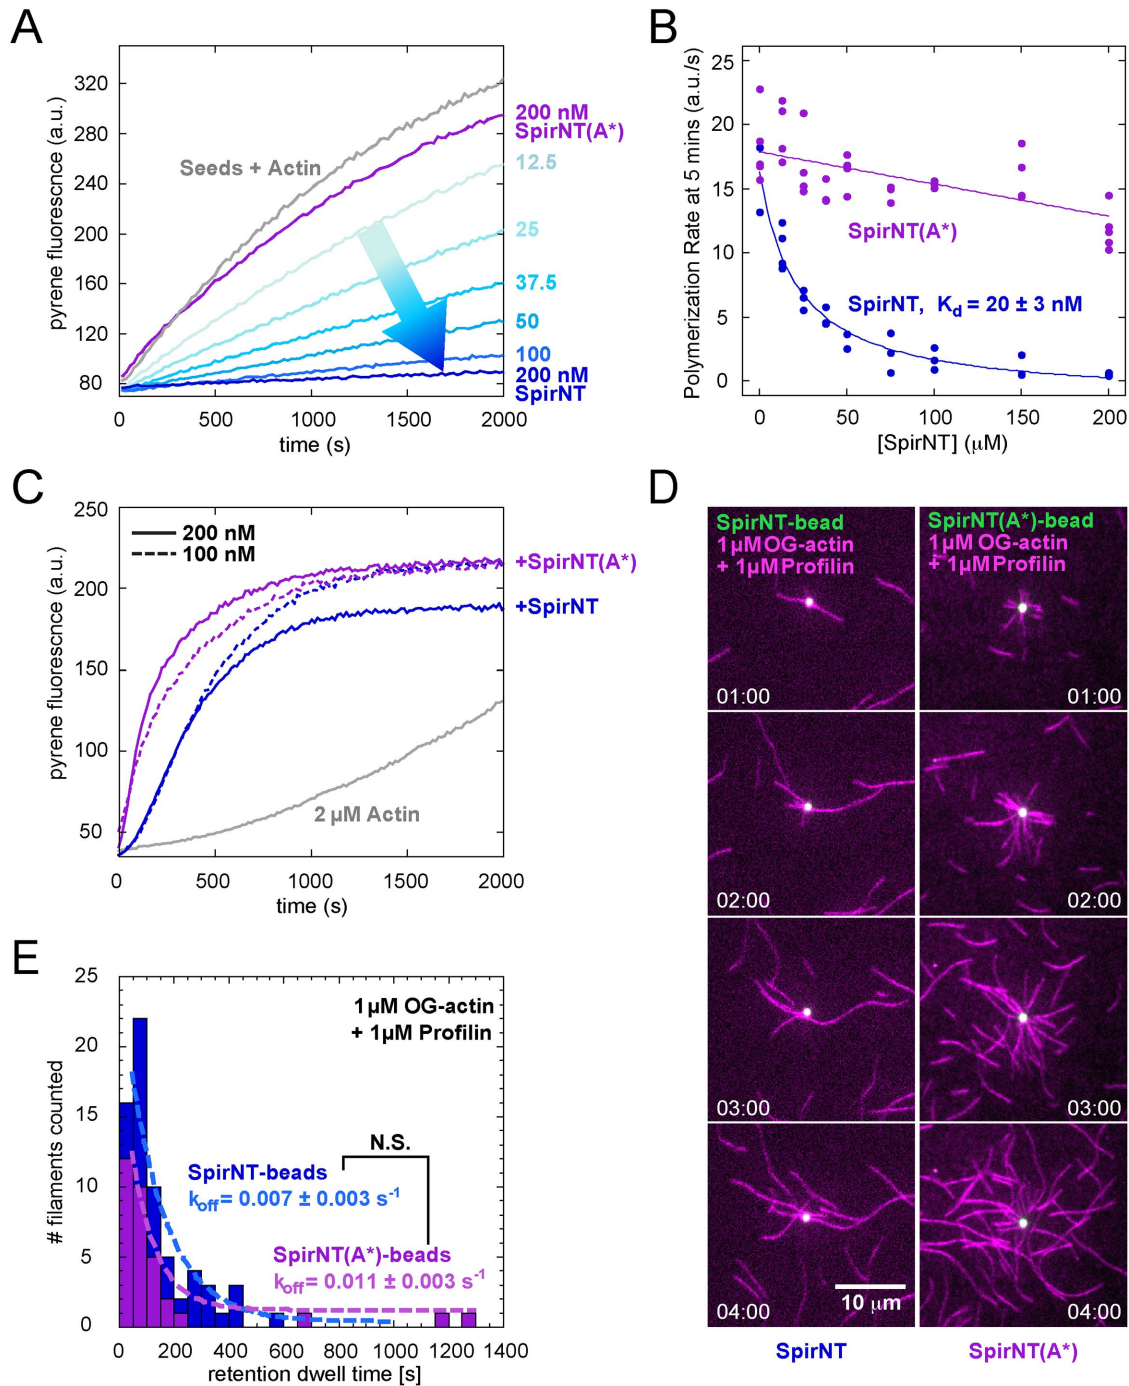 A
pyrene fluorescnce (a.u.)
320
280
240
200
160
120
80
Seeds + Actin
200 nM
SpirNT(A*)
12.5
25
37.5
50
100
200 nM
SpirNT
0
500
1000
1500
2000
time (s)
B
Polymerization Rate at 5 mins (a.u./s)
25
20
15
10
5
0
SpirNT(A*)
SpirNT, Kd = 20 ± 3 nM
0
50
100
150
200
[SpirNT] (μM)
C
pyrene fluorescnce (a.u.)
250
200
150
100
50
200 nM
100 nM
+SpirNT(A*)
+SpirNT
2 μM Actin
0
500
1000
1500
2000
time (s)
D
SpirNT-bead
1μM OG-actin
+ 1μM Profilin
01:00
SpirNT(A*)-bead
1μM OG-actin
+ 1μM Profilin
01:00
02:00
02:00
03:00
03:00
04:00
10 μm
04:00
SpirNT
SpirNT(A*)
E
# filaments counted
25
20
15
10
5
0
1μM OG-actin
+ 1μM Profilin
N.S.
SpirNT-beads
koff = 0.007 ± 0.003 s-1
SpirNT(A*)-beads
koff = 0.011 ± 0.003 s-1
0
200
400
600
800
1000
1200
1400
retention dwell time [s]